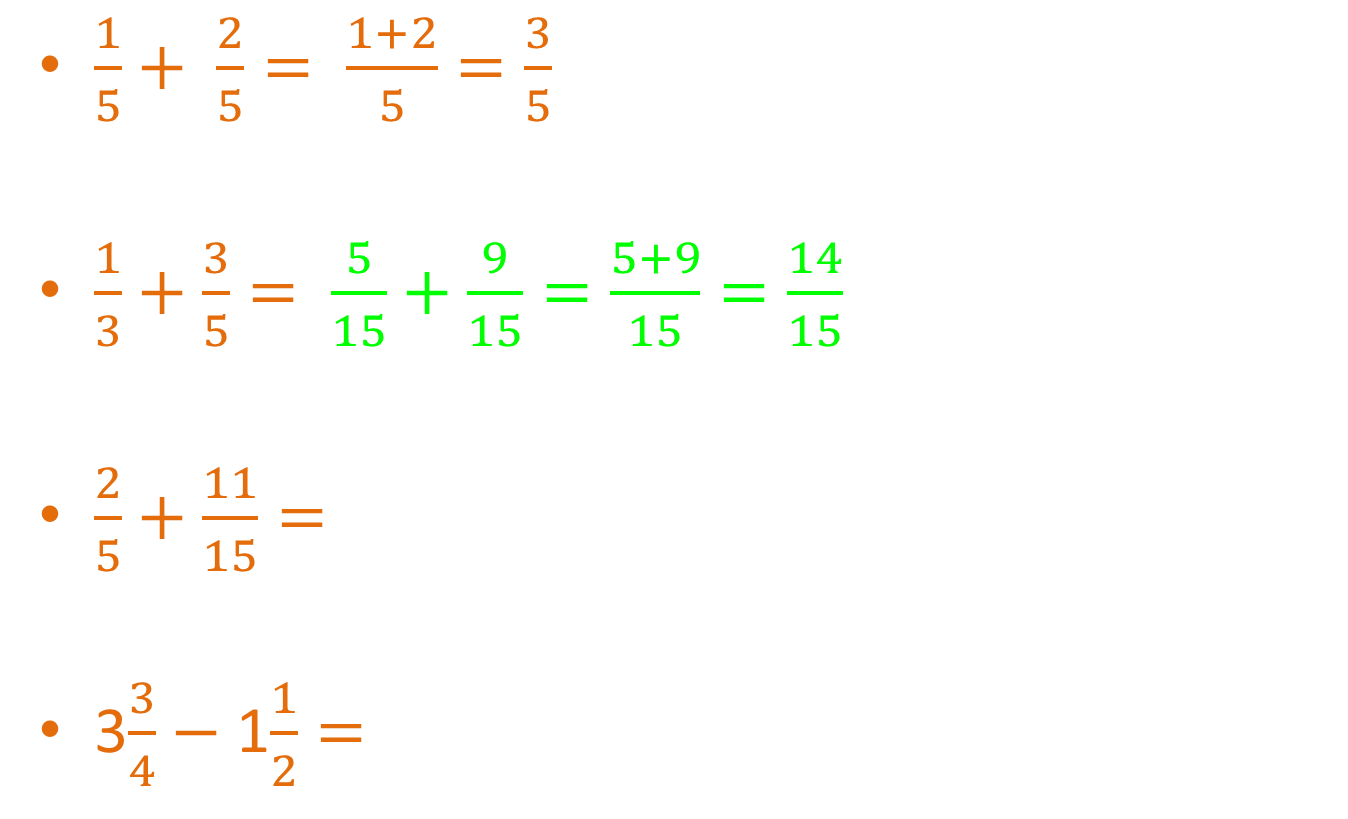 • 1/5 + 2/5 = (1+2)/5 = 3/5
• 1/3 + 3/5 = 5/15 + 9/15 = (5+9)/15 = 14/15
• 2/5 + 11/15 =
• 3 3/4 − 1 1/2 =